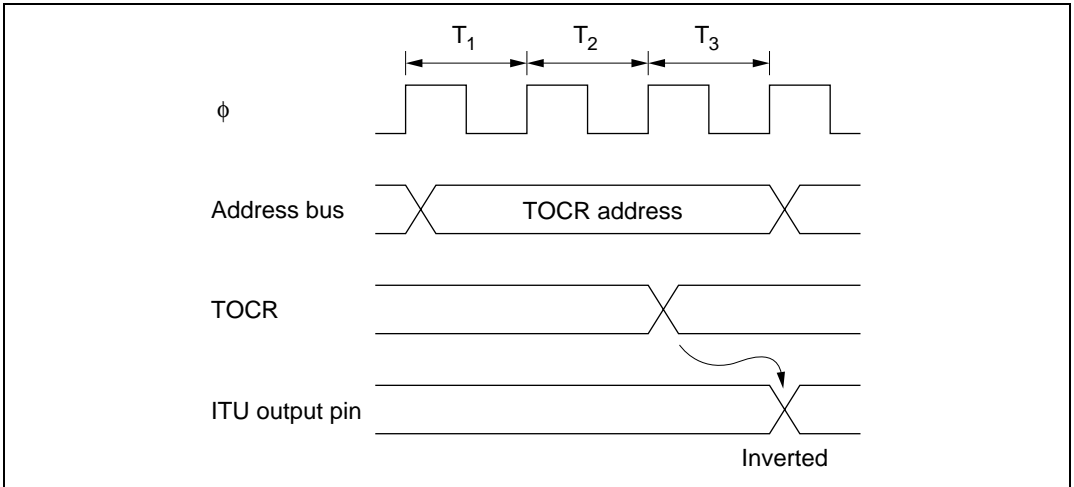 T1 T2 T3
ϕ
Address bus TOCR address
TOCR
ITU output pin
Inverted